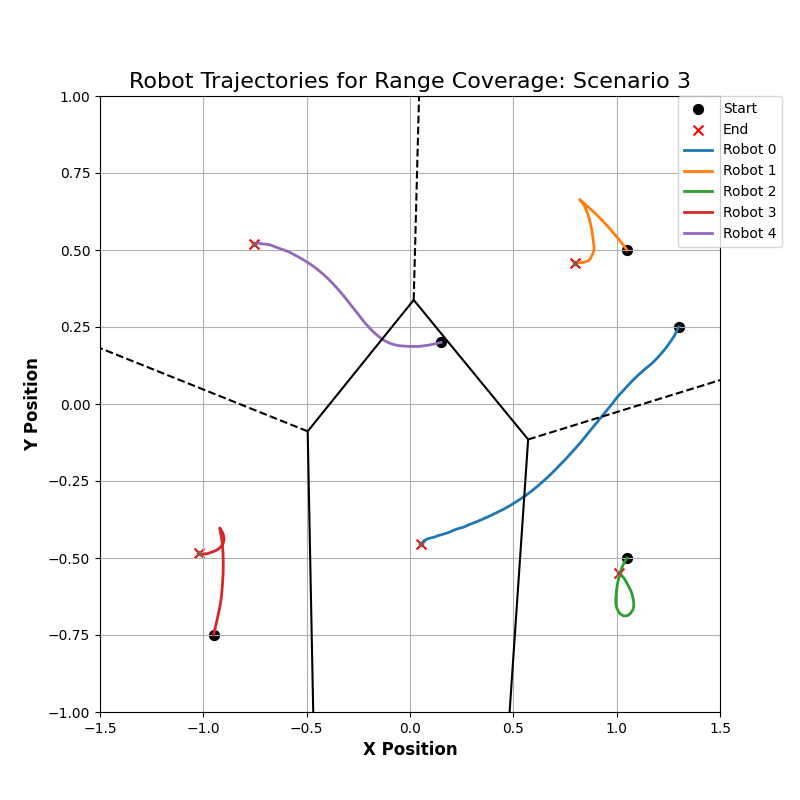 Robot Trajectories for Range Coverage: Scenario 3
Start
End
Robot 0
Robot 1
Robot 2
Robot 3
Robot 4
1.00
0.75
0.50
0.25
0.00
−0.25
−0.50
−0.75
−1.00
Y Position
−1.5
−1.0
−0.5
0.0
0.5
1.0
1.5
X Position